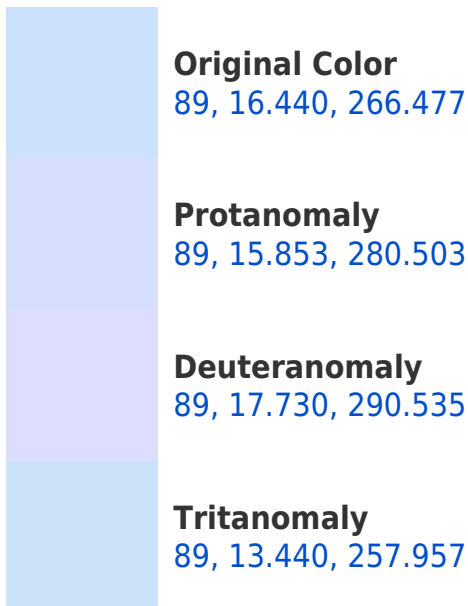 Original Color
89, 16.440, 266.477
Protanomaly
89, 15.853, 280.503
Deuteranomaly
89, 17.730, 290.535
Tritanomaly
89, 13.440, 257.957